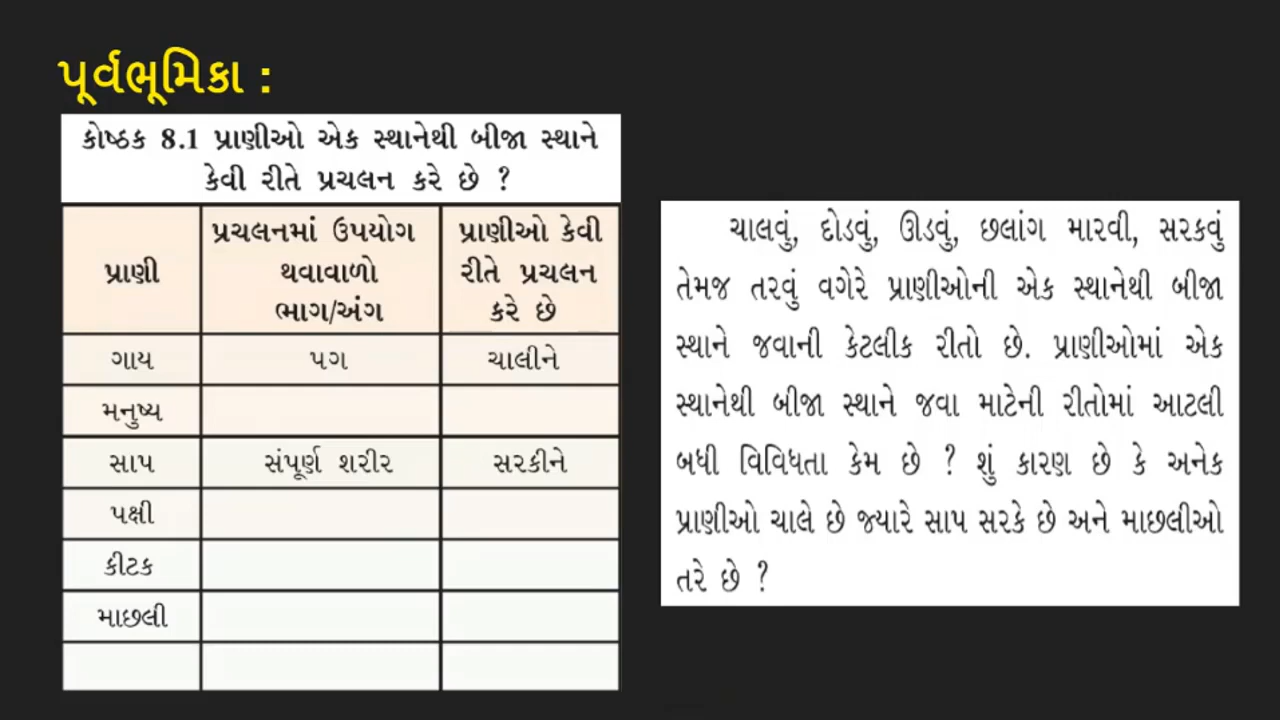 પૂર્વભૂમિકા :
કોષ્ઠક 8.1 પ્રાણીઓ એક સ્થાનેથી બીજા સ્થાને
કેવી રીતે પ્રચલન કરે છે ?
પ્રાણી
પ્રચલનમાં ઉપયોગ
થવાવાળો
ભાગ/અંગ
પ્રાણીઓ કેવી
રીતે પ્રચલન
કરે છે
ગાય પગ ચાલીને
મનુષ્ય
સાપ સંપૂર્ણ શરીર સરકીને
પક્ષી
કીટક
માછલી
ચાલવું, દોડવું, ઊડવું, છલાંગ મારવી, સરકવું
તેમજ તરવું વગેરે પ્રાણીઓની એક સ્થાનેથી બીજા
સ્થાને જવાની કેટલીક રીતો છે. પ્રાણીઓમાં એક
સ્થાનેથી બીજા સ્થાને જવા માટેની રીતોમાં આટલી
બધી વિવિધતા કેમ છે ? શું કારણ છે કે અનેક
પ્રાણીઓ ચાલે છે જ્યારે સાપ સરકે છે અને માછલીઓ
તરે છે ?